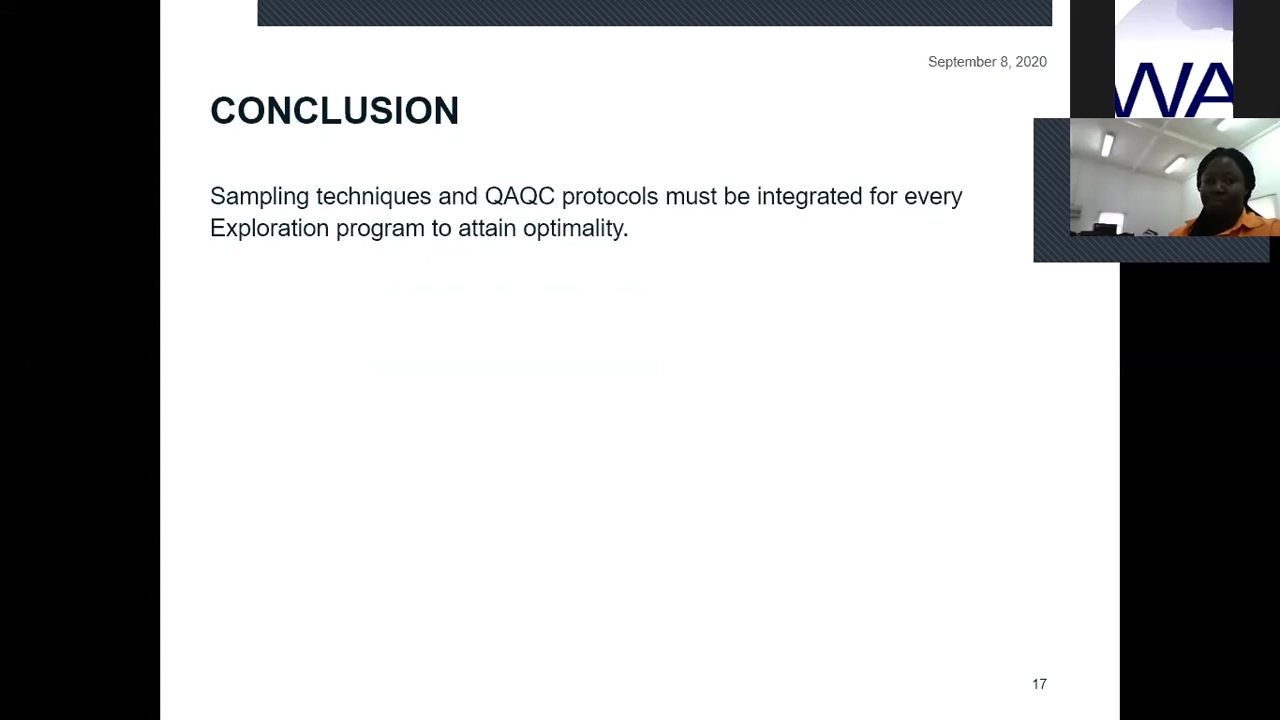 September 8, 2020
WA
CONCLUSION
Sampling techniques and QAQC protocols must be integrated for every
Exploration program to attain optimality.
17